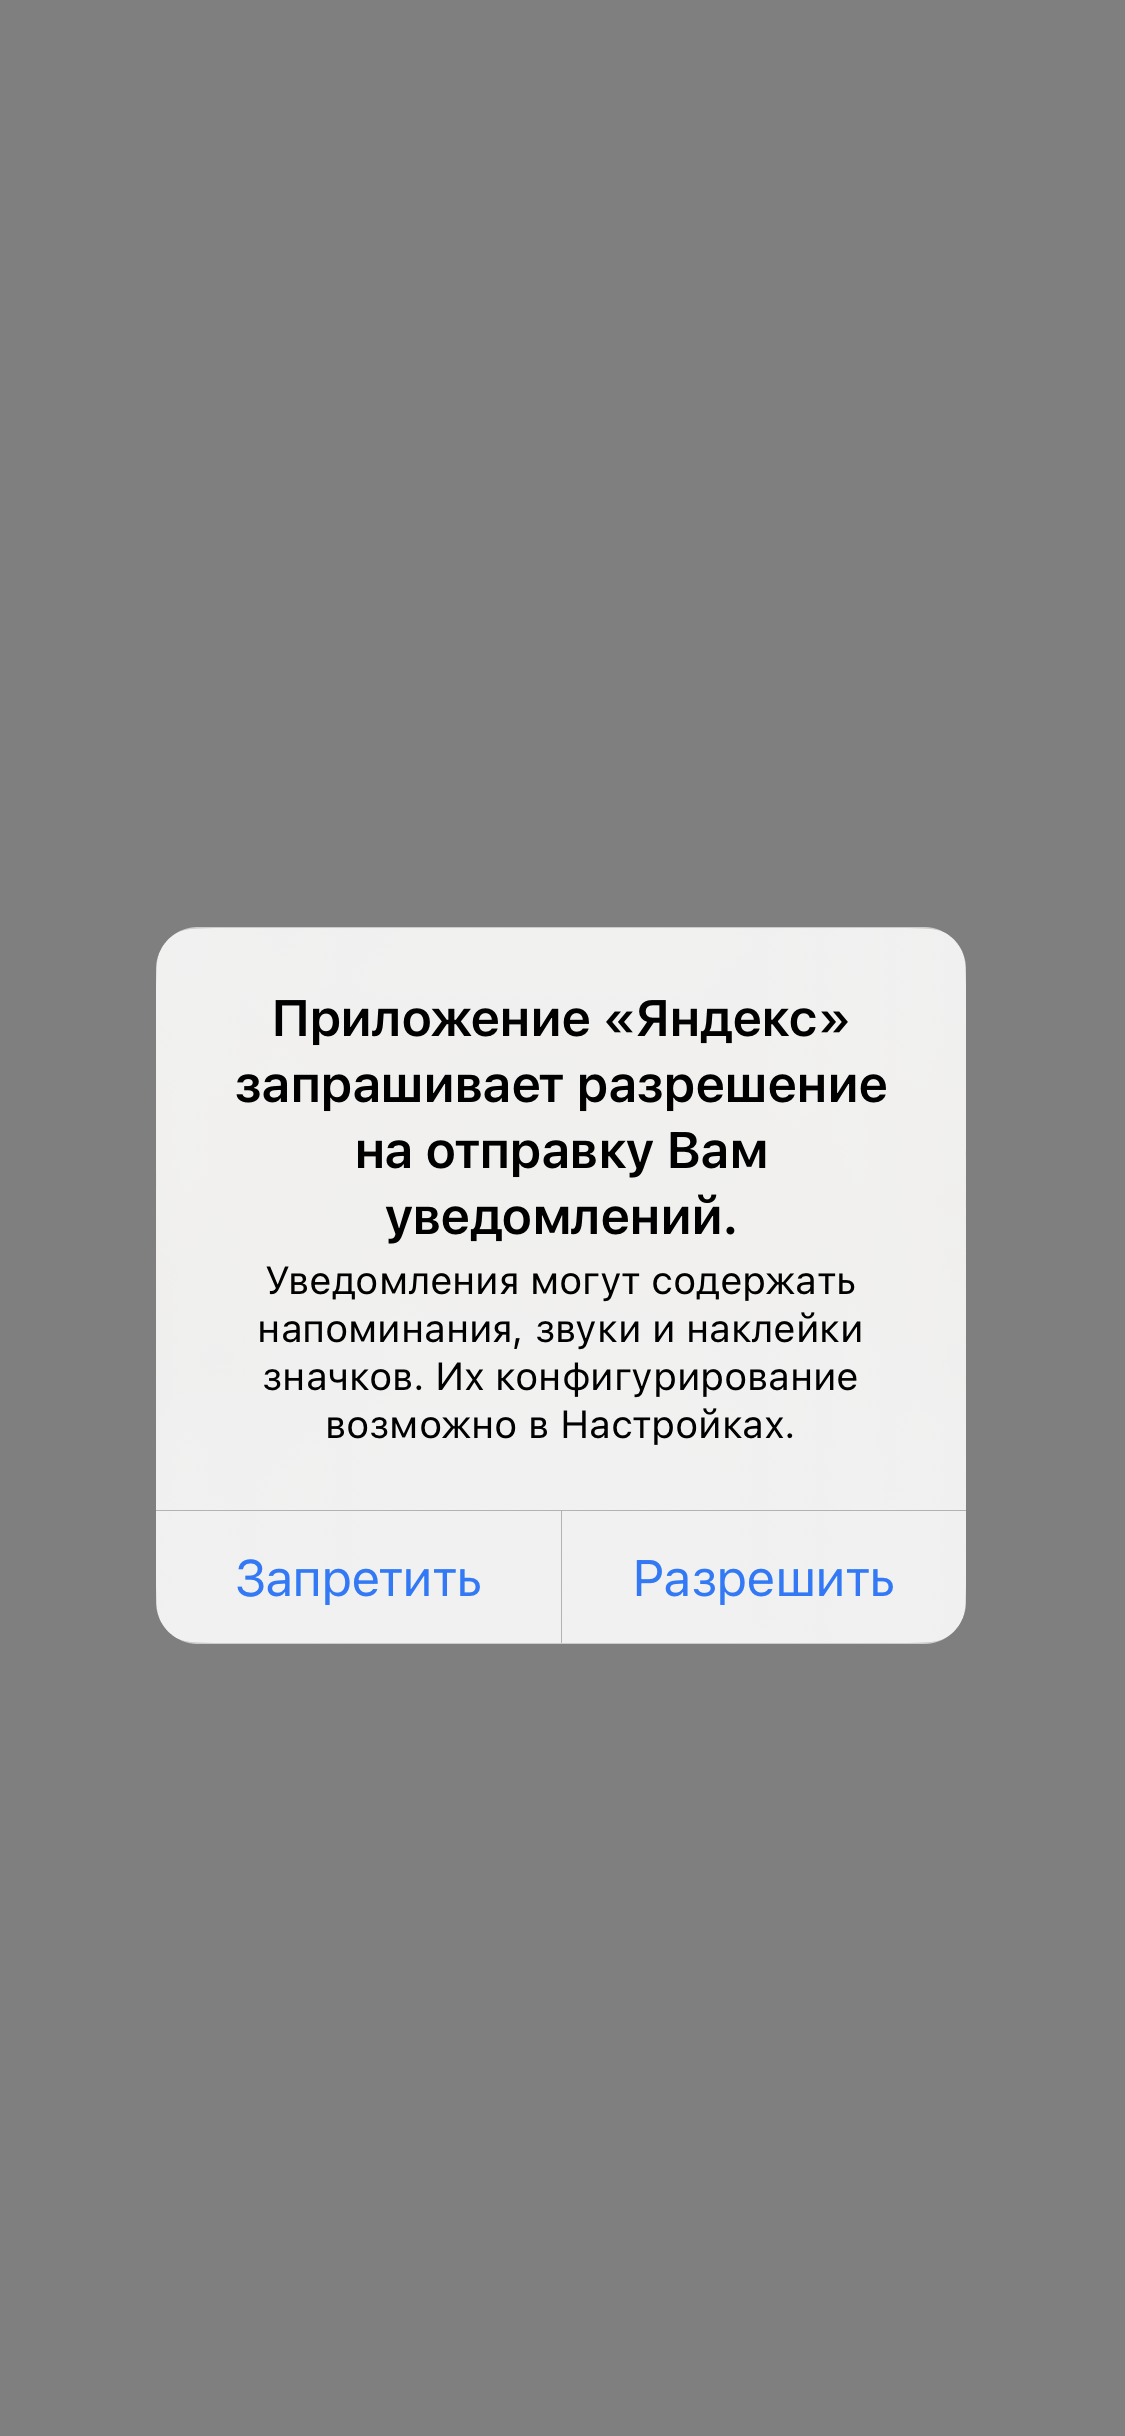 Приложение «Яндекс»
запрашивает разрешение
на отправку Вам
уведомлений.
Уведомления могут содержать
напоминания, звуки и наклейки
значков. Их конфигурирование
возможно в Настройках.
Запретить
Разрешить